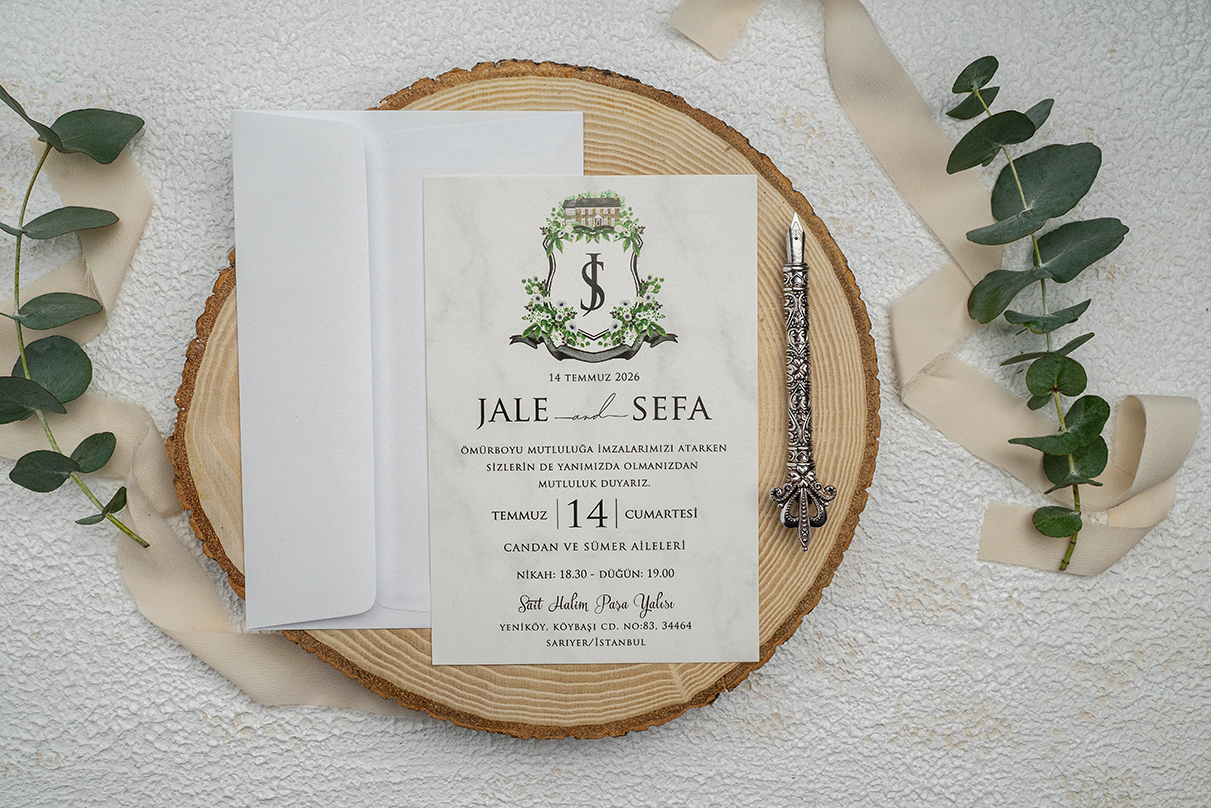 JS
14 TEMMUZ 2026
JALE and SEFA
ÖMÜRBOYU MUTLULUĞA İMZALARIMIZI ATARKEN
SİZLERİN DE YANIMIZDA OLMANIZDAN
MUTLULUK DUYARIZ.
TEMMUZ | 14 | CUMARTESİ
CANDAN VE SÜMER AİLELERİ
NİKAH: 18.30 - DÜĞÜN: 19.00
Sait Halim Paşa Yalısı
YENİKÖY, KÖYBAŞI CD. NO:83, 34464
SARIYER/İSTANBUL